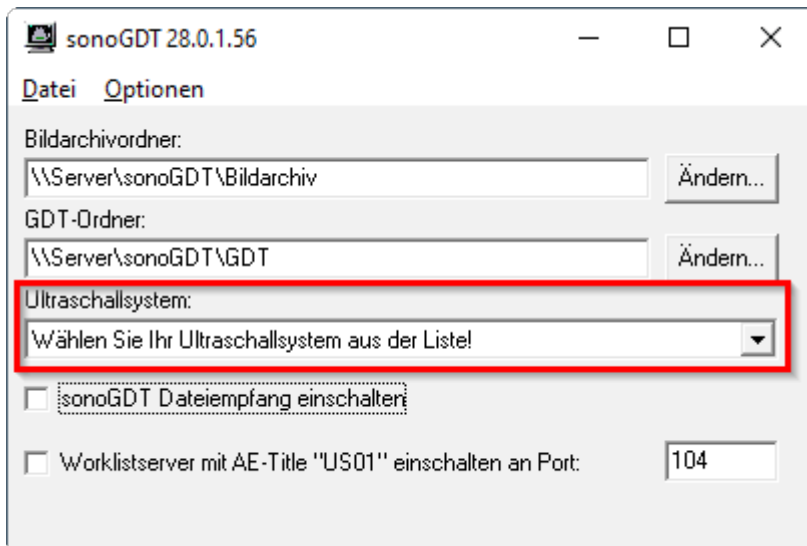 sonoGDT 28.0.1.56
Datei Optionen
Bildarchivordner:
\\Server\sonoGDT\Bildarchiv
Ändern...
GDT-Ordner:
\\Server\sonoGDT\GDT
Ändern...
Ultraschallsystem:
Wählen Sie Ihr Ultraschallsystem aus der Liste!
sonoGDT Dateiempfang einschalten
Worklistserver mit AE-Title "US01" einschalten an Port:
104